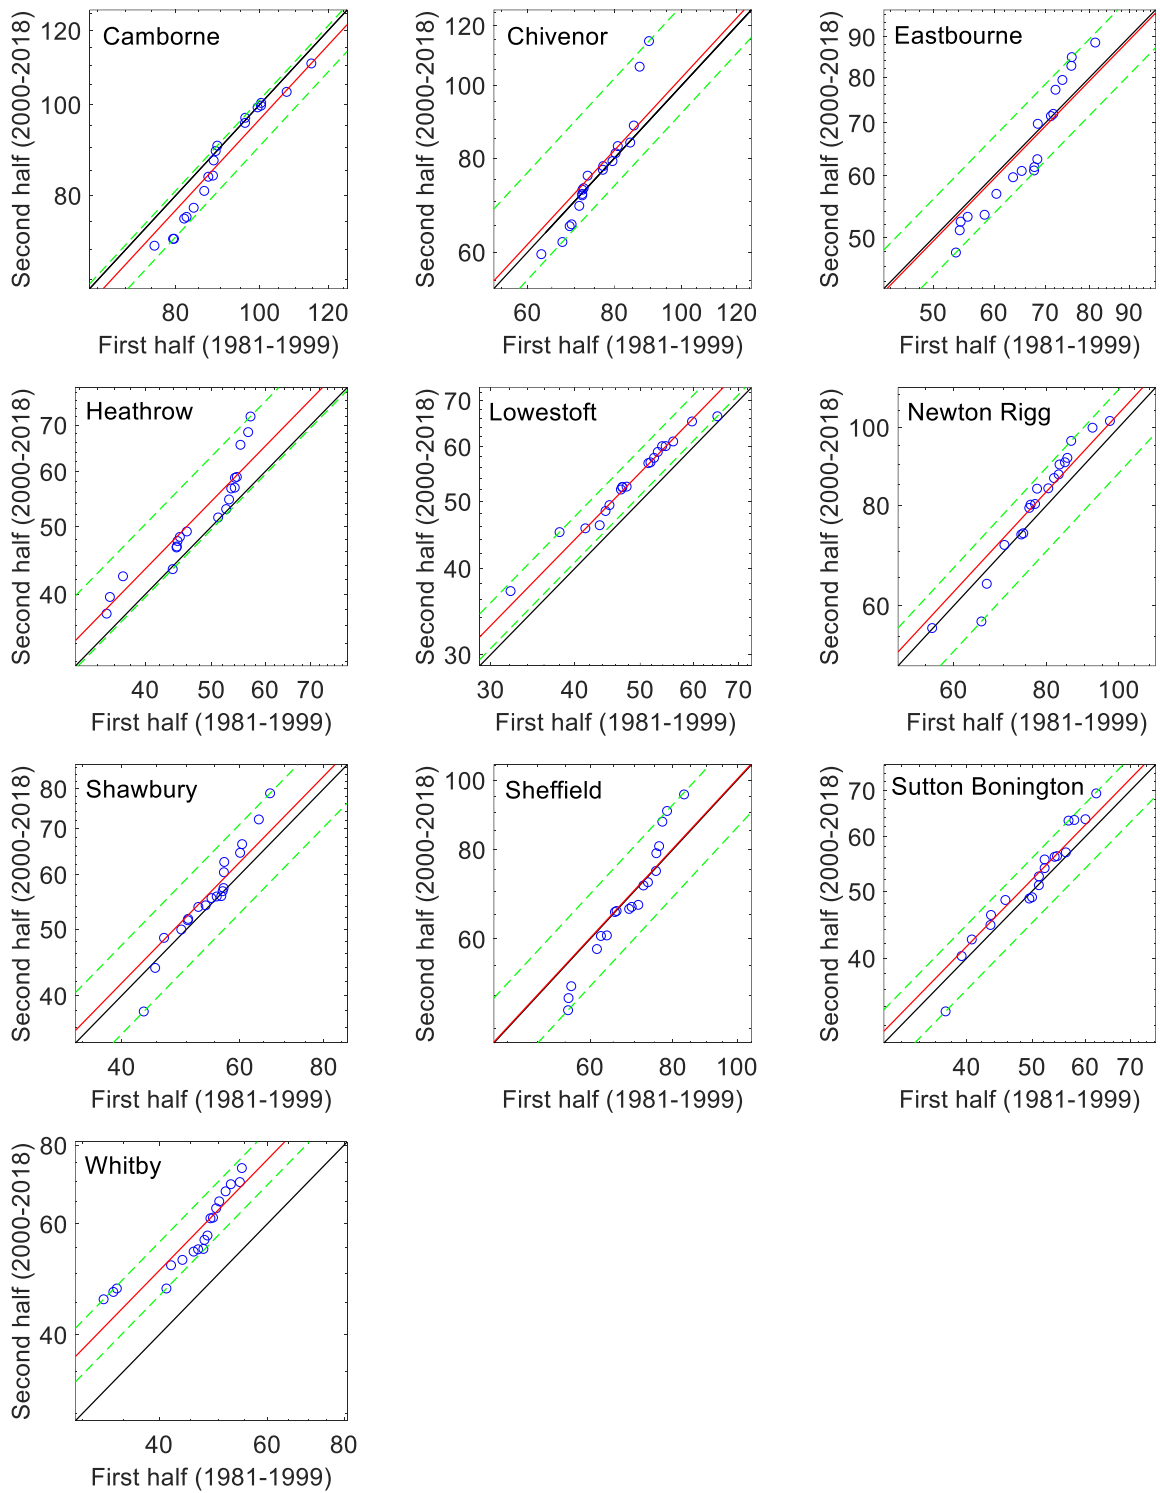 Camborne
Second half (2000-2018)
120
100
80
80
100
120
First half (1981-1999)
Chivenor
Second half (2000-2018)
120
100
80
60
60
80
100
120
First half (1981-1999)
Eastbourne
Second half (2000-2018)
90
80
70
60
50
50
60
70
80
90
First half (1981-1999)
Heathrow
Second half (2000-2018)
70
60
50
40
40
50
60
70
First half (1981-1999)
Lowestoft
Second half (2000-2018)
70
60
50
40
30
30
40
50
60
70
First half (1981-1999)
Newton Rigg
Second half (2000-2018)
100
80
60
60
80
100
First half (1981-1999)
Shawbury
Second half (2000-2018)
80
70
60
50
40
40
60
80
First half (1981-1999)
Sheffield
Second half (2000-2018)
100
80
60
60
80
100
First half (1981-1999)
Sutton Bonington
Second half (2000-2018)
70
60
50
40
40
50
60
70
First half (1981-1999)
Whitby
Second half (2000-2018)
80
60
40
40
60
80
First half (1981-1999)